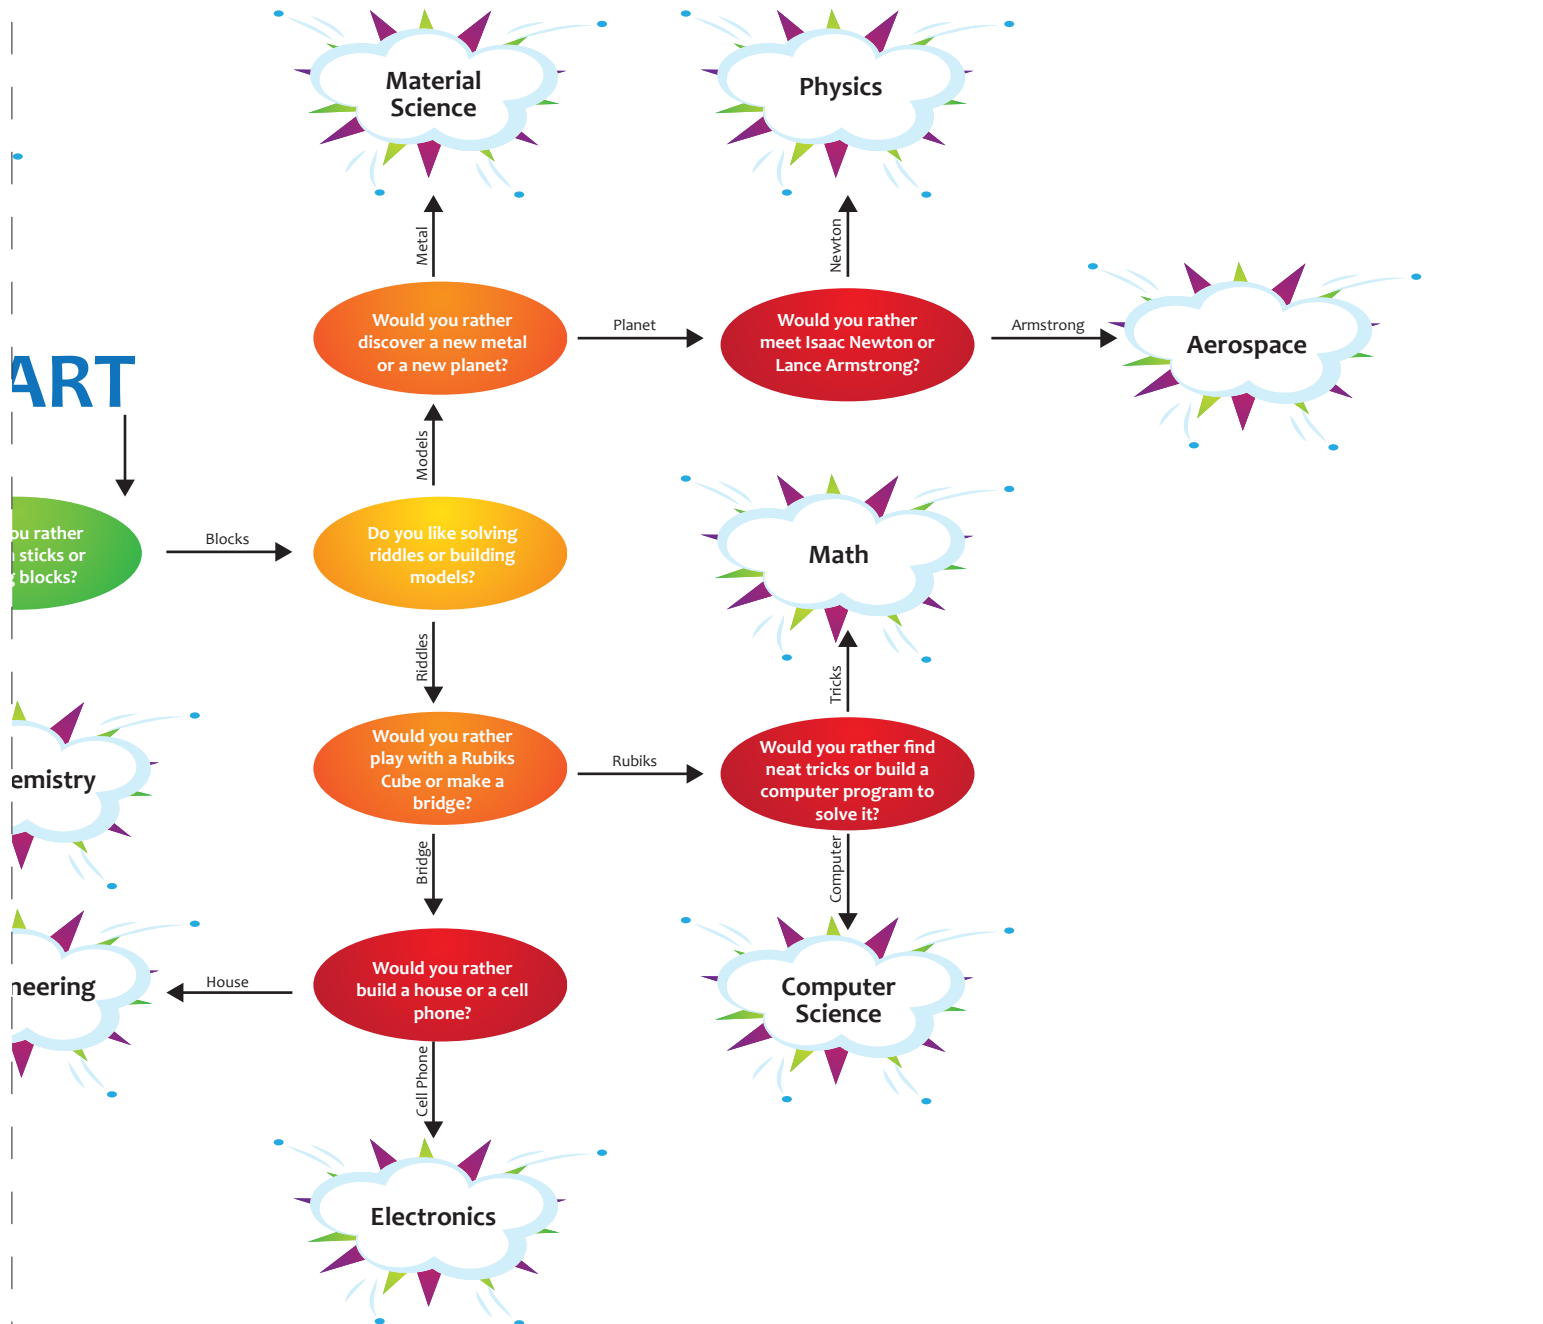 Material
Science
Physics
Metal
Newton
Would you rather
discover a new metal
or a new planet?
Planet
Would you rather
meet Isaac Newton or
Lance Armstrong?
Armstrong
Aerospace
ART
Models
ou rather
sticks or
blocks?
Blocks
Do you like solving
riddles or building
models?
Math
Riddles
Tricks
emistry
Would you rather
play with a Rubiks
Cube or make a
bridge?
Rubiks
Would you rather find
neat tricks or build a
computer program to
solve it?
Bridge
Computer
neering
House
Would you rather
build a house or a cell
phone?
Computer
Science
Cell Phone
Electronics